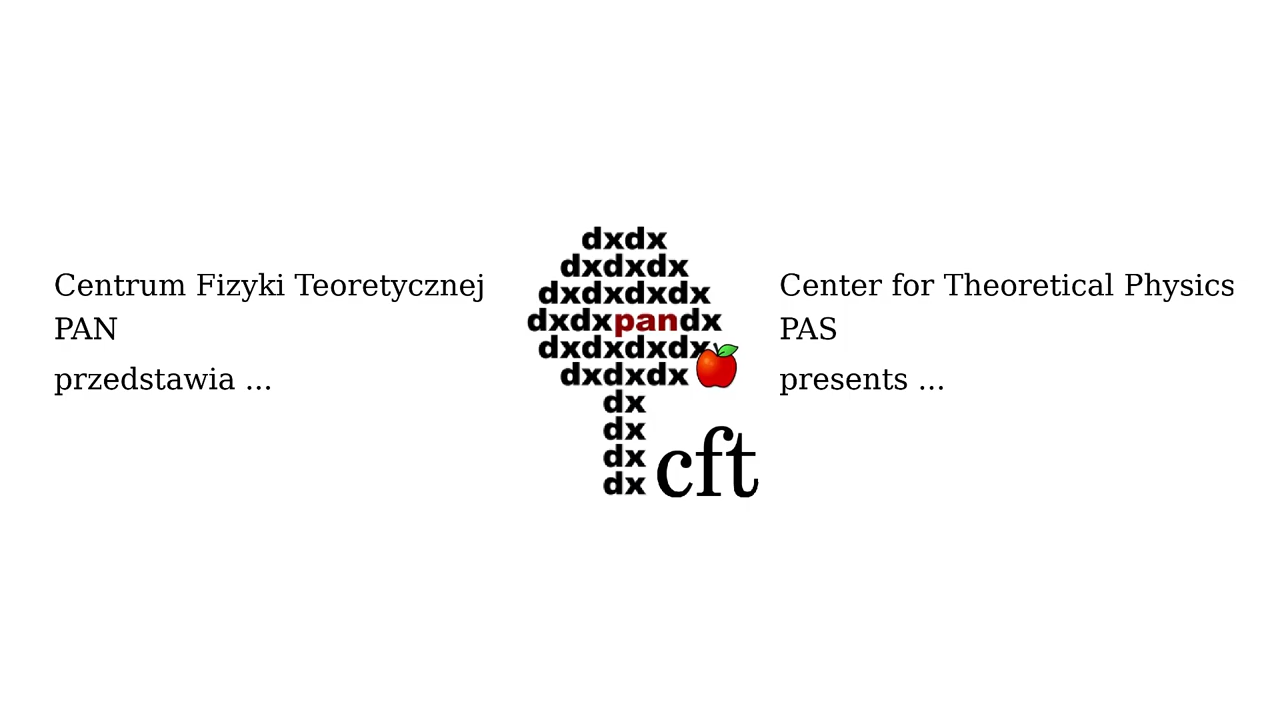 Centrum Fizyki Teoretycznej
PAN
przedstawia ...
dxdx
dxdxdx
dxdxdxdx
dxdxpandx
dxdxdxdx
dxdxdx
dx
dx
dx
dx
cft
Center for Theoretical Physics
PAS
presents ...